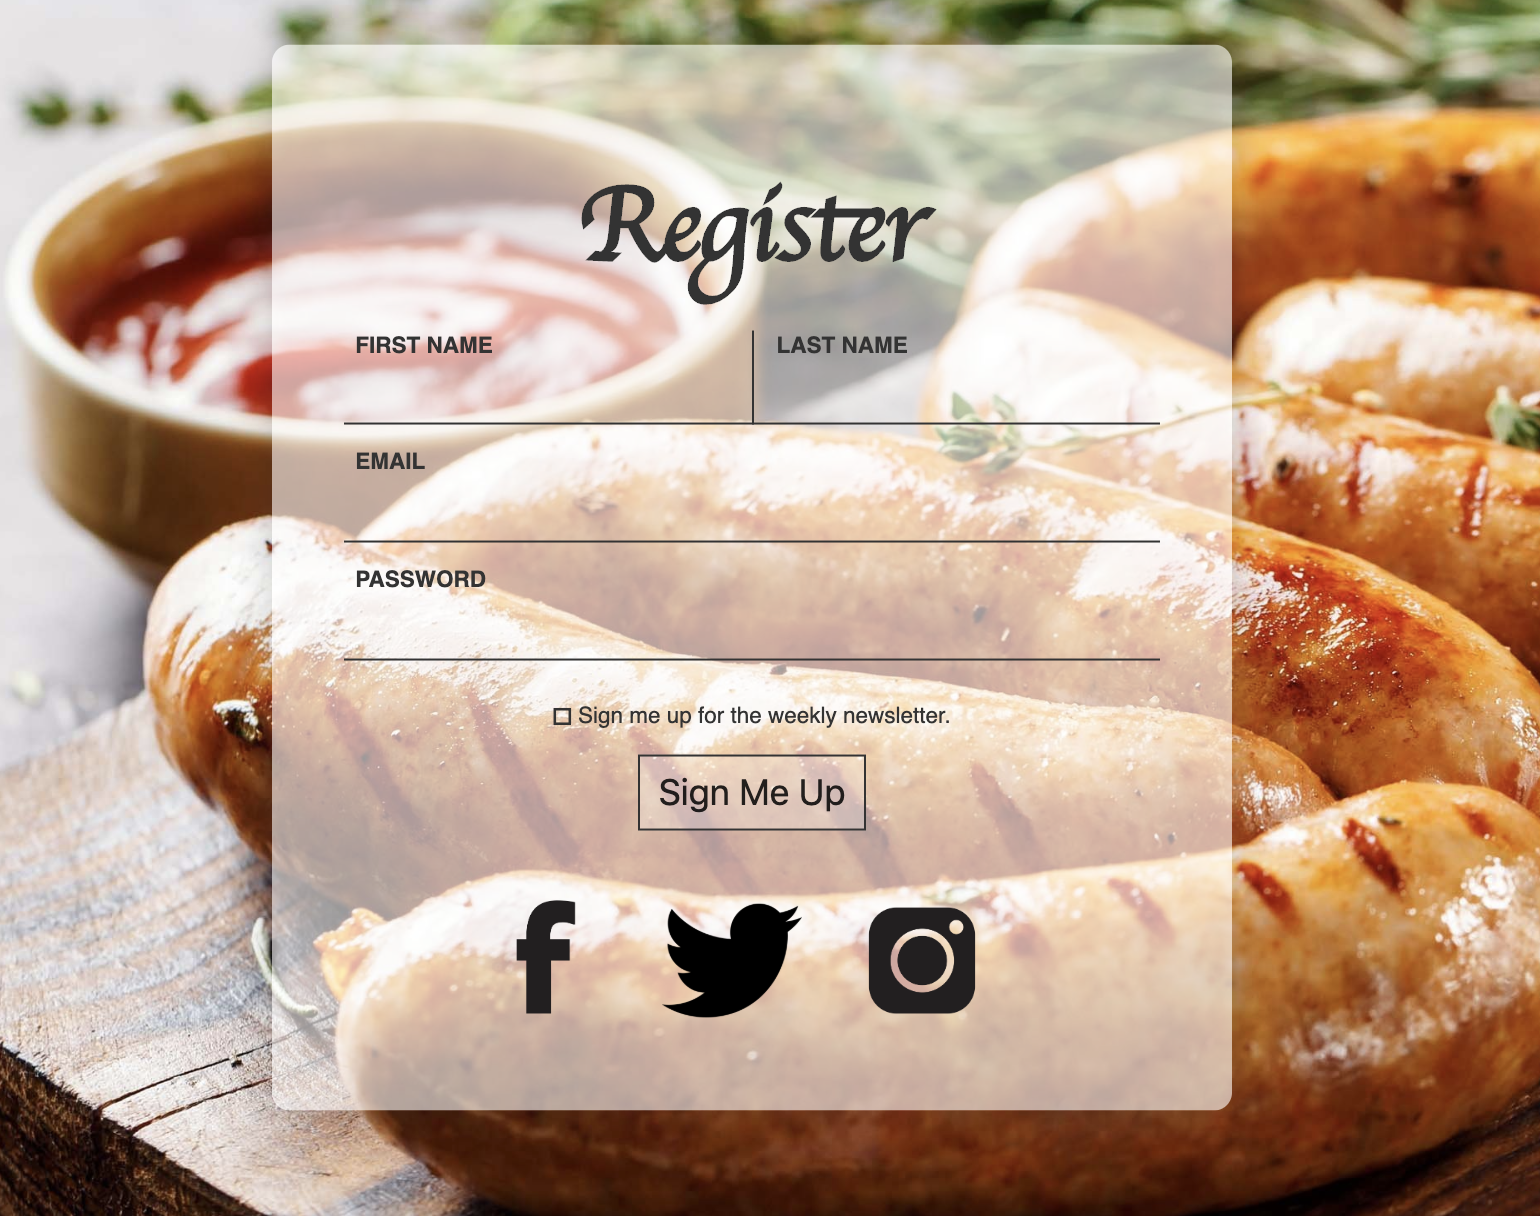 Register
FIRST NAME
LAST NAME
EMAIL
PASSWORD
Sign me up for the weekly newsletter.
Sign Me Up